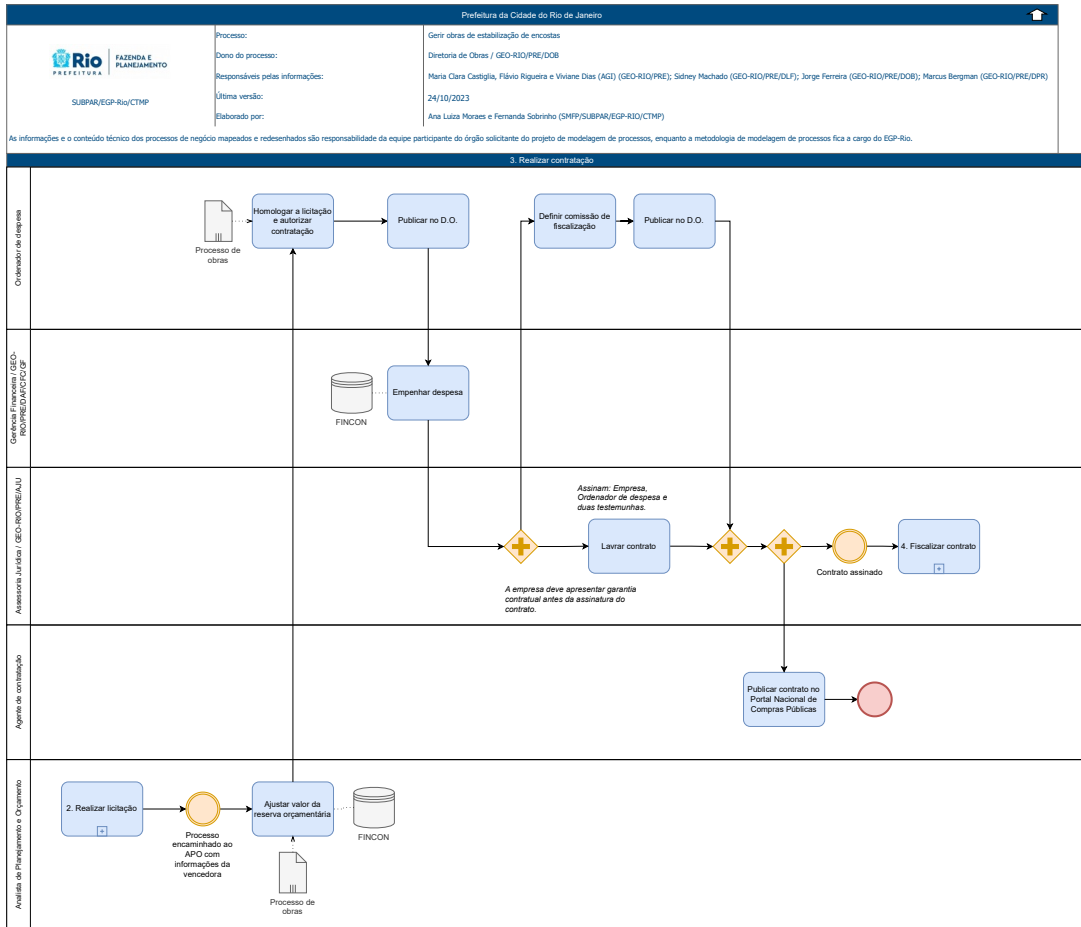 Prefeitura da Cidade do Rio de Janeiro
Rio
PREFEITURA
FAZENDA E
PLANEJAMENTO
SUBPAR/EGP-Rio/CTMP
Processo:
Gerir obras de estabilização de encostas
Dono do processo:
Diretoria de Obras / GEO-RIO/PRE/DOB
Responsáveis pelas informações:
Maria Clara Castiglia, Flávio Rigueira e Viviane Dias (AGI) (GEO-RIO/PRE); Sidney Machado (GEO-RIO/PRE/DLF); Jorge Ferreira (GEO-RIO/PRE/DOB); Marcus Bergman (GEO-RIO/PRE/DPR)
Última versão:
24/10/2023
Elaborado por:
Ana Luiza Moraes e Fernanda Sobrinho (SMFP/SUBPAR/EGP-RIO/CTMP)
As informações e o conteúdo técnico dos processos de negócio mapeados e redesenhados são responsabilidade da equipe participante do órgão solicitante do projeto de modelagem de processos, enquanto a metodologia de modelagem de processos fica a cargo do EGP-Rio.
3. Realizar contratação
Ordenador de despesa
Processo de
obras
Homologar a licitação
e autorizar
contratação
Publicar no D.O.
Definir comissão de
fiscalização
Publicar no D.O.
Gerência Financeira / GEO-
RIO/PRE/DAF/CFC/GF
FINCON
Empenhar despesa
Assessoria Jurídica / GEO-RIO/PRE/AJU
Assinam: Empresa,
Ordenador de despesa e
duas testemunhas.
Lavrar contrato
A empresa deve apresentar garantia
contratual antes da assinatura do
contrato.
Contrato assinado
4. Fiscalizar contrato
Agente de contratação
Publicar contrato no
Portal Nacional de
Compras Públicas
Analista de Planejamento e Orçamento
2. Realizar licitação
Processo
encaminhado ao
APO com
informações da
vencedora
Ajustar valor da
reserva orçamentária
FINCON
Processo de
obras